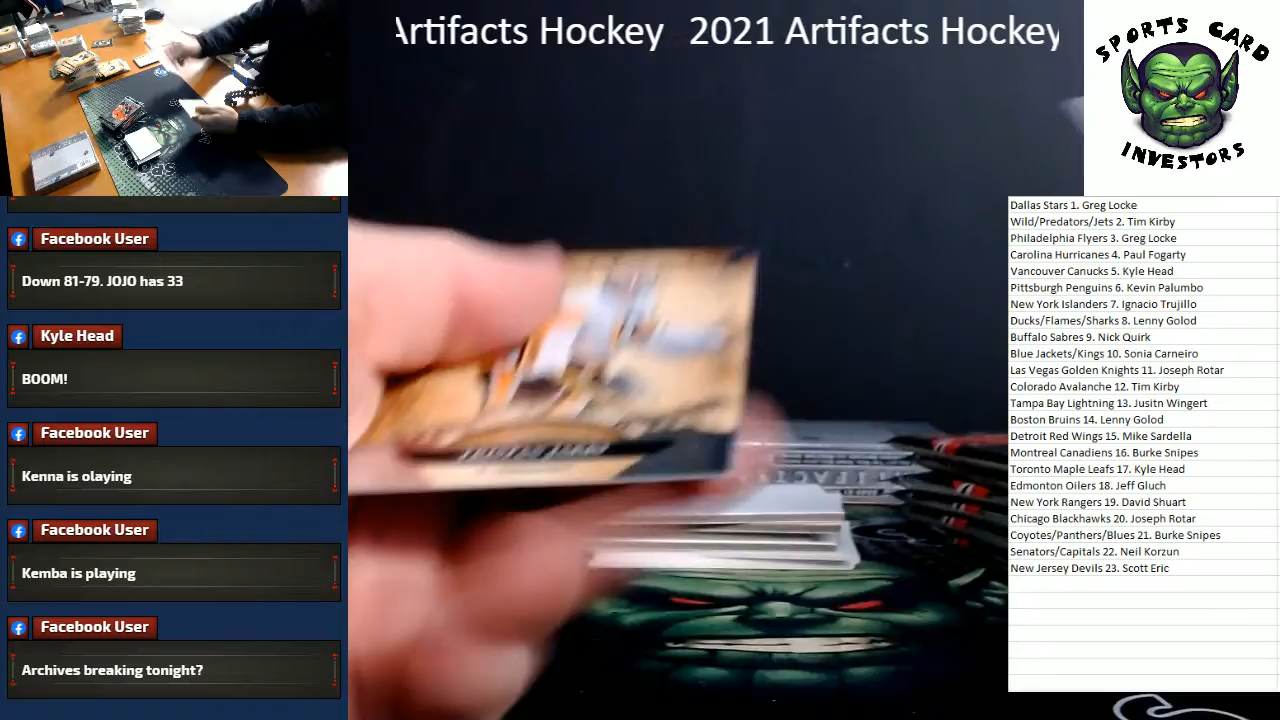 Artifacts Hockey 2021 Artifacts Hockey
SPORTS CARD
INVESTORS
Facebook User
Down 81-79. JOJO has 33
Kyle Head
BOOM!
Facebook User
Kenna is olaying
Facebook User
Kemba is playing
Facebook User
Archives breaking tonight?
Dallas Stars 1. Greg Locke
Wild/Predators/Jets 2. Tim Kirby
Philadelphia Flyers 3. Greg Locke
Carolina Hurricanes 4. Paul Fogarty
Vancouver Canucks 5. Kyle Head
Pittsburgh Penguins 6. Kevin Palumbo
New York Islanders 7. Ignacio Trujillo
Ducks/Flames/Sharks 8. Lenny Golod
Buffalo Sabres 9. Nick Quirk
Blue Jackets/Kings 10. Sonia Carneiro
Las Vegas Golden Knights 11. Joseph Rotar
Colorado Avalanche 12. Tim Kirby
Tampa Bay Lightning 13. Jusitn Wingert
Boston Bruins 14. Lenny Golod
Detroit Red Wings 15. Mike Sardella
Montreal Canadiens 16. Burke Snipes
Toronto Maple Leafs 17. Kyle Head
Edmonton Oilers 18. Jeff Gluch
New York Rangers 19. David Shuart
Chicago Blackhawks 20. Joseph Rotar
Coyotes/Panthers/Blues 21. Burke Snipes
Senators/Capitals 22. Neil Korzun
New Jersey Devils 23. Scott Eric